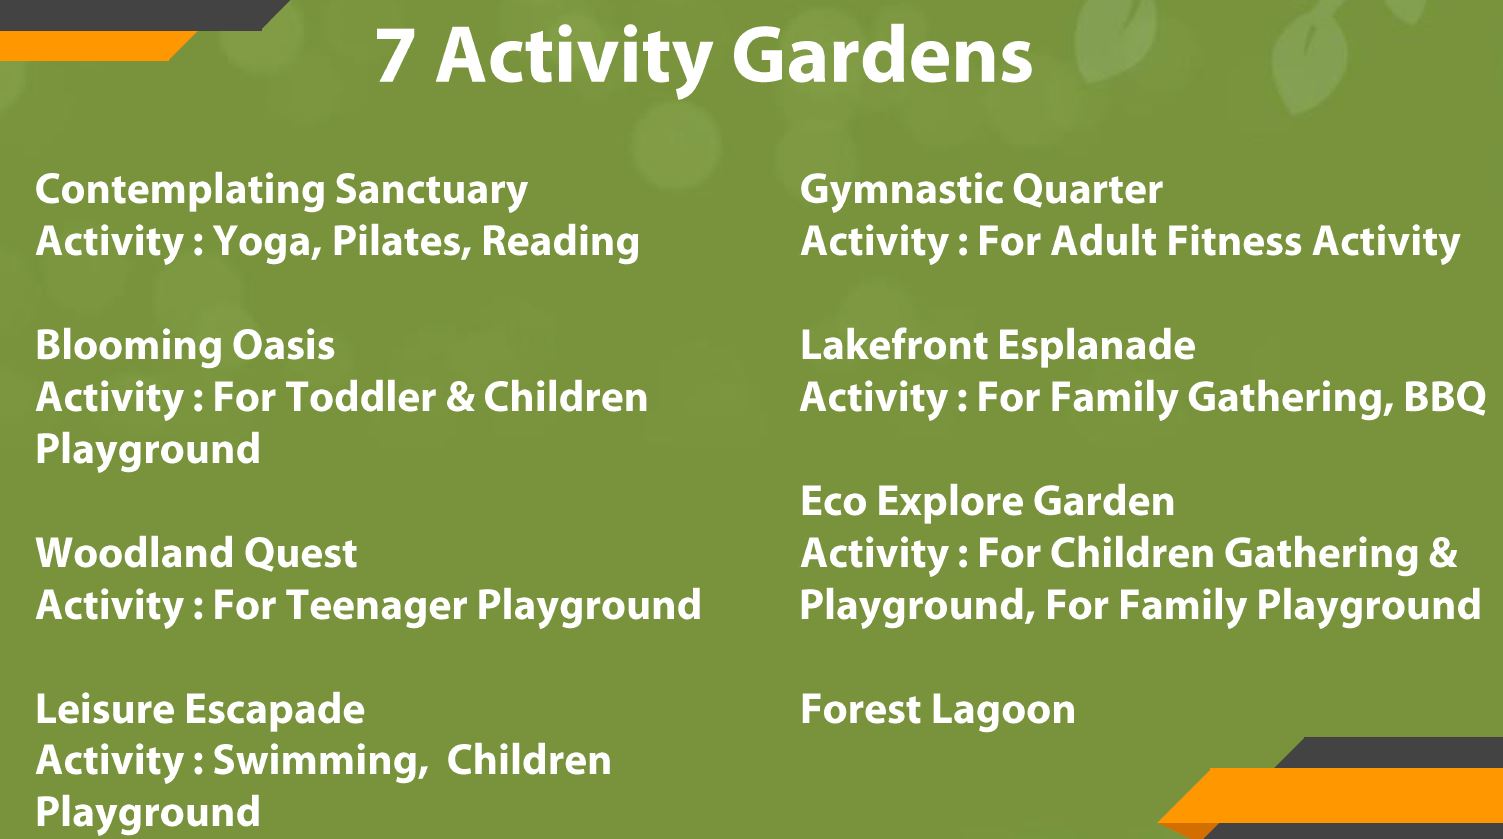 7 Activity Gardens
Contemplating Sanctuary
Activity : Yoga, Pilates, Reading
Blooming Oasis
Activity : For Toddler & Children
Playground
Woodland Quest
Activity : For Teenager Playground
Leisure Escapade
Activity : Swimming,  Children
Playground
Gymnastic Quarter
Activity : For Adult Fitness Activity
Lakefront Esplanade
Activity : For Family Gathering, BBQ
Eco Explore Garden
Activity : For Children Gathering &
Playground, For Family Playground
Forest Lagoon